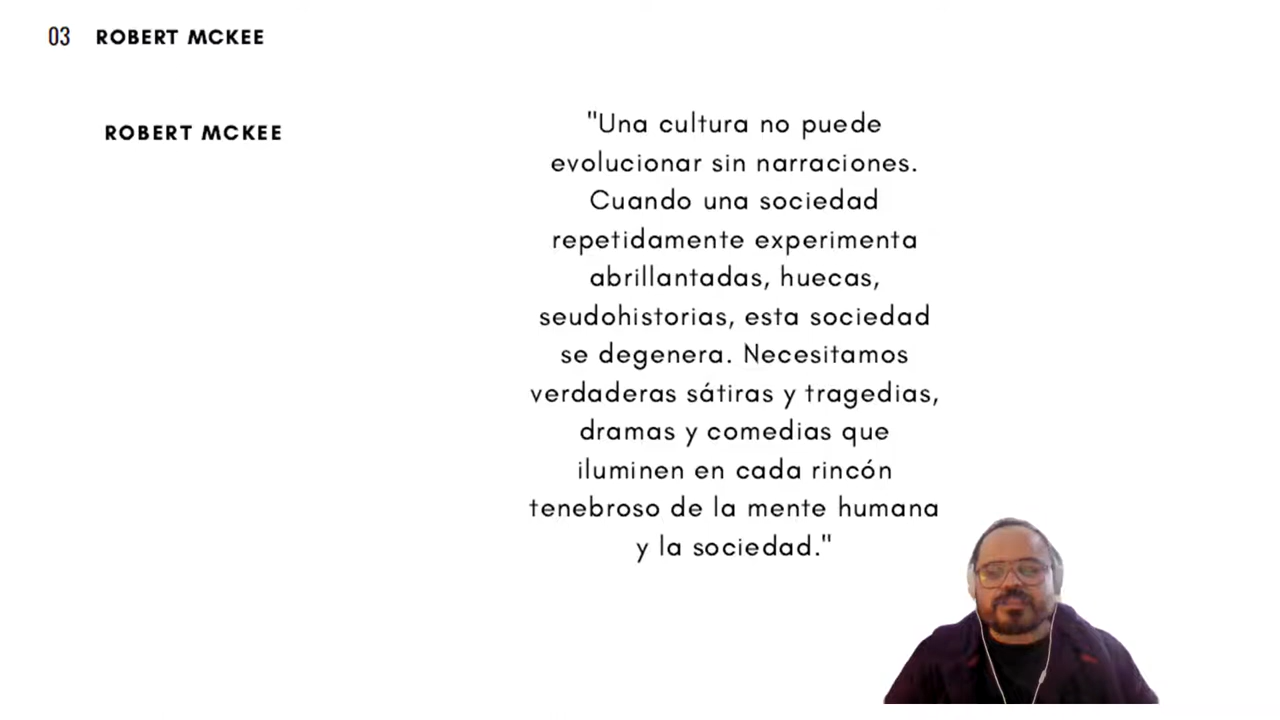 03 ROBERT MCKEE
ROBERT MCKEE
"Una cultura no puede
evolucionar sin narraciones.
Cuando una sociedad
repetidamente experimenta
abrillantadas, huecas,
seudohistorias, esta sociedad
se degenera. Necesitamos
verdaderas sátiras y tragedias,
dramas y comedias que
iluminen en cada rincón
tenebroso de la mente humana
y la sociedad."